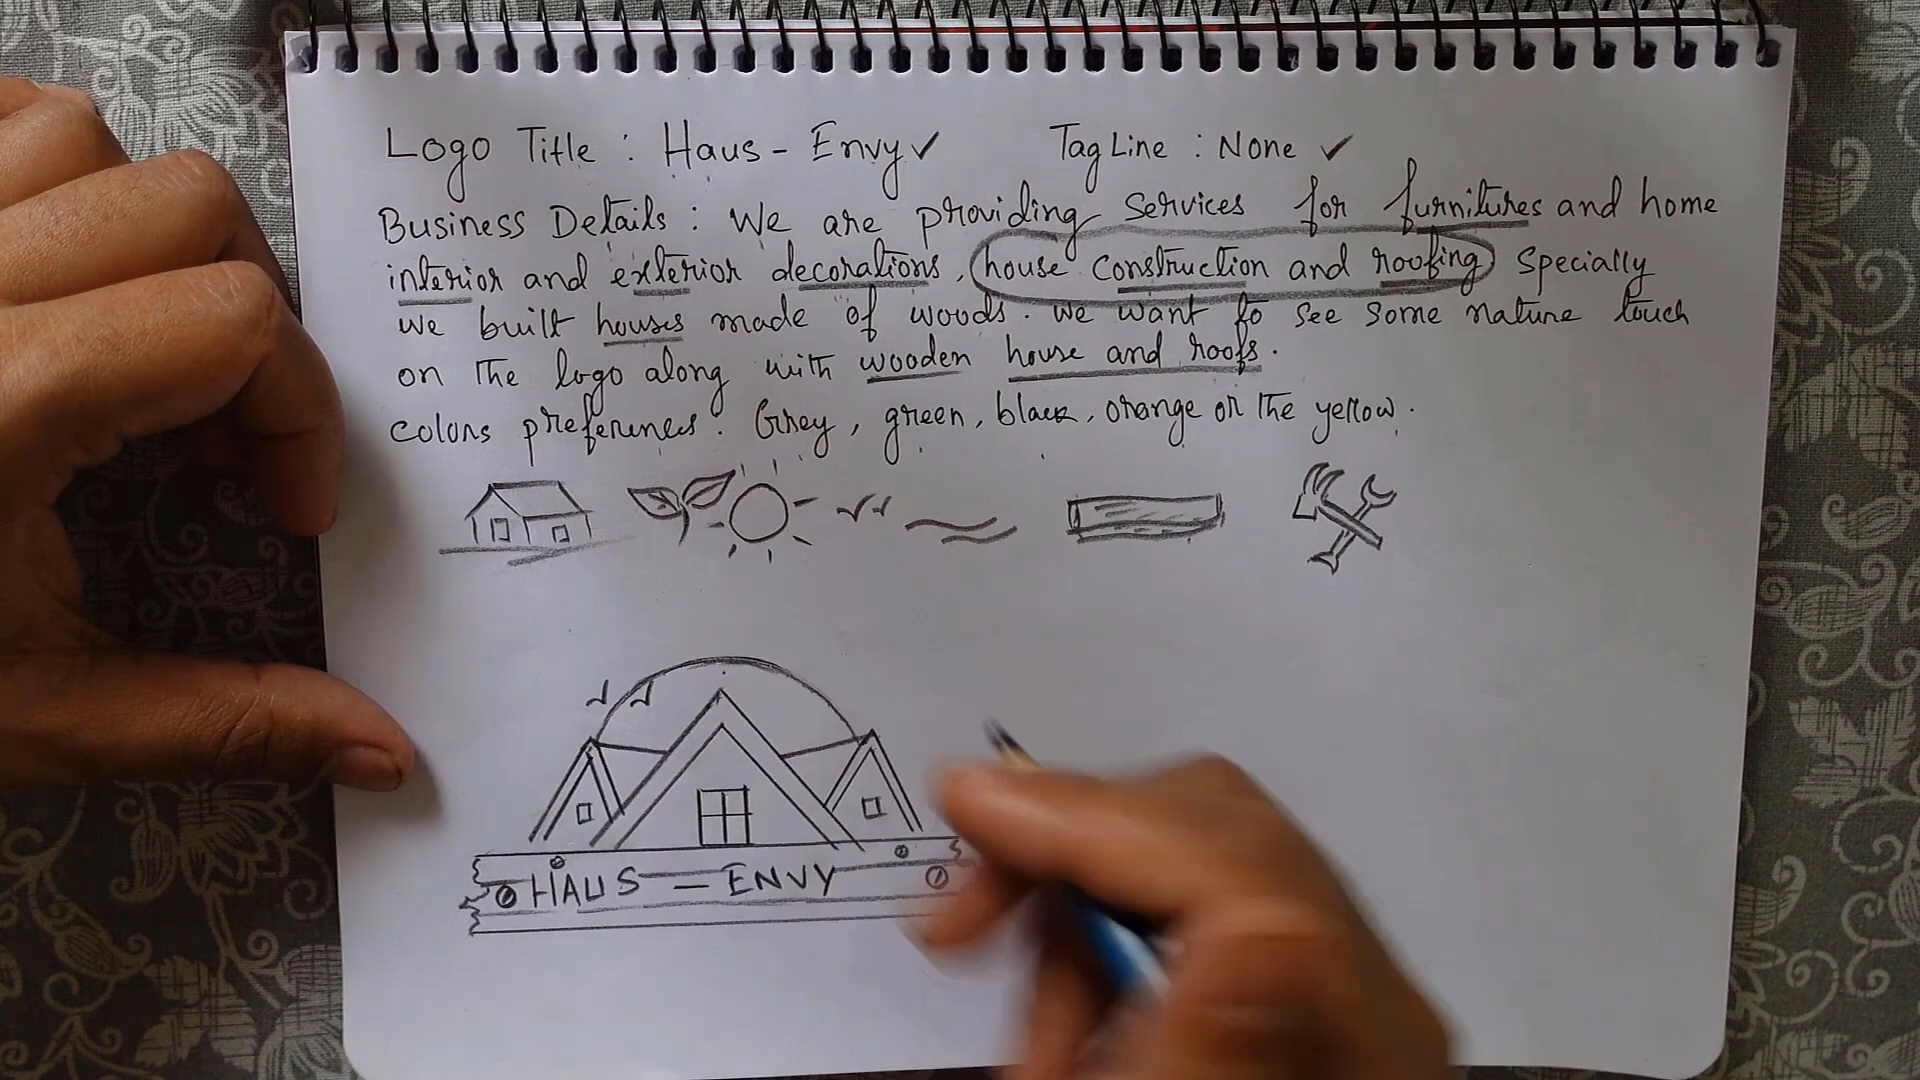 Logo Title : Haus - Envy ✓ TagLine : None ✓
Business Details : We are providing services for furnitures and home
interior and exterior decorations, house construction and roofing specially
we built houses made of woods. we want to see some nature touch
on the logo along with wooden house and roofs.
colors preferences. Grey, green, black, orange or the yellow.
HAUS - ENVY